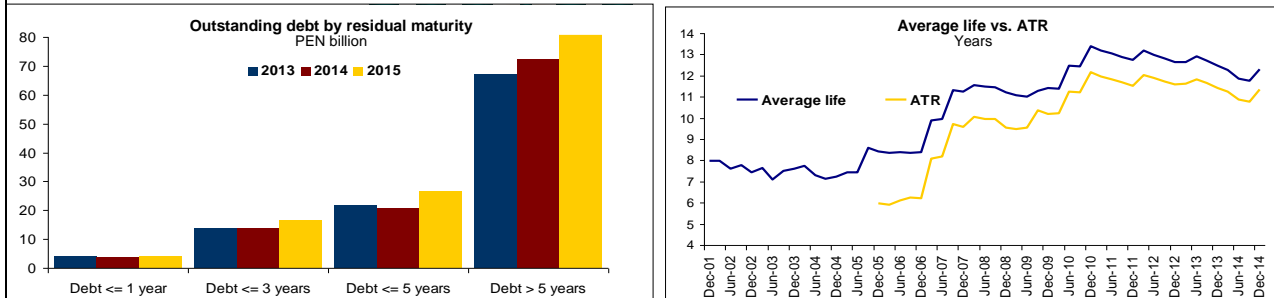 Outstanding debt by residual maturity
PEN billion
2013 2014 2015
80
70
60
50
40
30
20
10
0
Debt <= 1 year Debt <= 3 years Debt <= 5 years Debt > 5 years
Average life vs. ATR
Years
Average life ATR
14
13
12
11
10
9
8
7
6
5
4
Dec-01
Jun-02
Dec-02
Jun-03
Dec-03
Jun-04
Dec-04
Jun-05
Dec-05
Jun-06
Dec-06
Jun-07
Dec-07
Jun-08
Dec-08
Jun-09
Dec-09
Jun-10
Dec-10
Jun-11
Dec-11
Jun-12
Dec-12
Jun-13
Dec-13
Jun-14
Dec-14